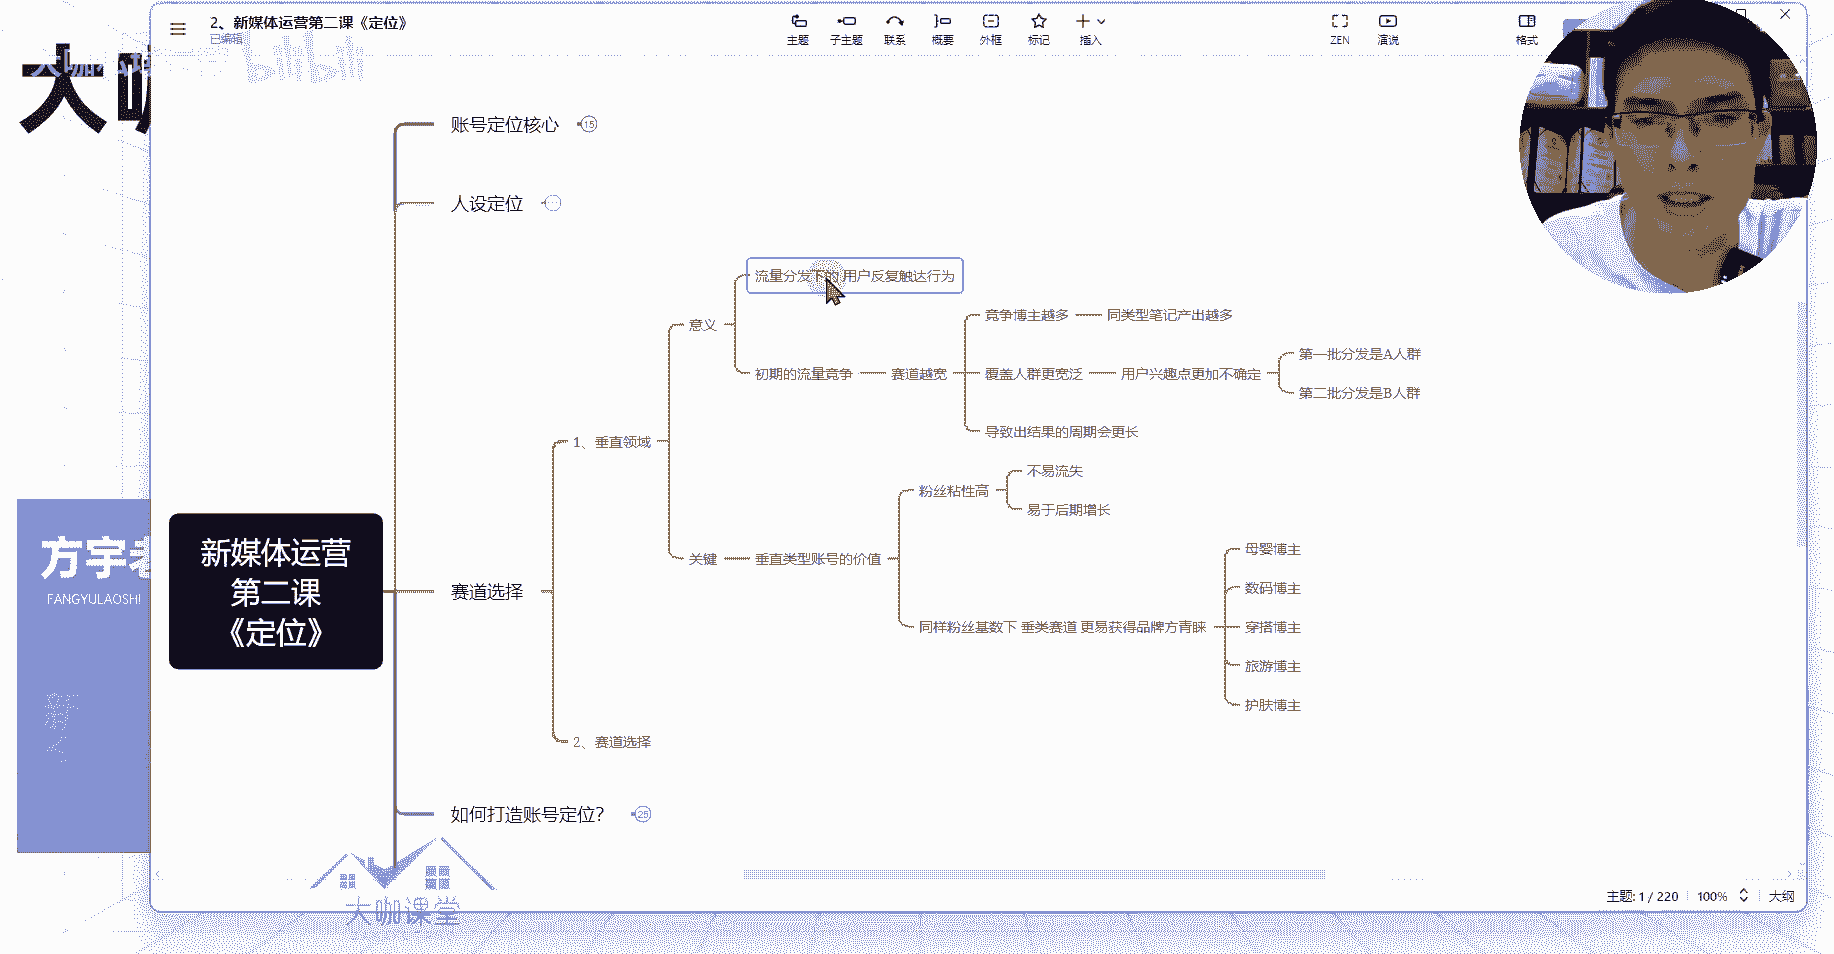 2、新媒体运营第二课《定位》
已编辑
主题
子主题
联系
概要
外框
标记
插入
ZEN
演说
格式
bilibili
大咖
方宇老
FANGYULAOSHI
新媒体运营
第二课
《定位》
账号定位核心
15
人设定位
赛道选择
1、垂直领域
意义
流量分发下的 用户反复触达行为
初期的流量竞争
赛道越宽
竞争博主越多
同类型笔记产出越多
覆盖人群更宽泛
用户兴趣点更加不确定
第一批分发是A人群
第二批分发是B人群
导致出结果的周期会更长
关键
垂直类型账号的价值
粉丝粘性高
不易流失
易于后期增长
同样粉丝基数下 垂类赛道 更易获得品牌方青睐
母婴博主
数码博主
穿搭博主
旅游博主
护肤博主
2、赛道选择
如何打造账号定位？
25
大咖课堂
主题: 1 / 220
100%
大纲